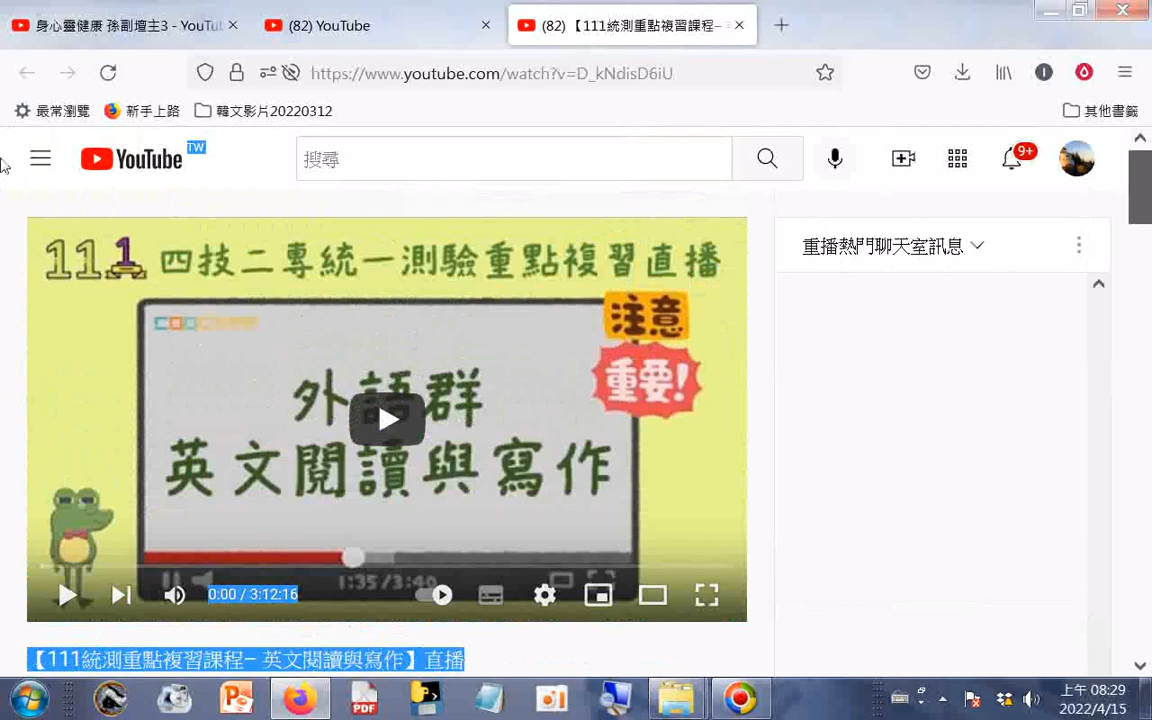 身心靈健康 孫副壇主3 - YouTu
(82) YouTube
(82) 【111統測重點複習課程–
https://www.youtube.com/watch?v=D_kNdisD6iU
最常瀏覽
新手上路
韓文影片20220312
其他書籤
YouTube
TW
搜尋
9+
111 四技二專統一測驗重點複習直播
注意
重要!
外語群
英文閱讀與寫作
1:35/3:40
0:00 / 3:12:16
重播熱門聊天室訊息
【111統測重點複習課程– 英文閱讀與寫作】直播
PDF
上午 08:29
2022/4/15